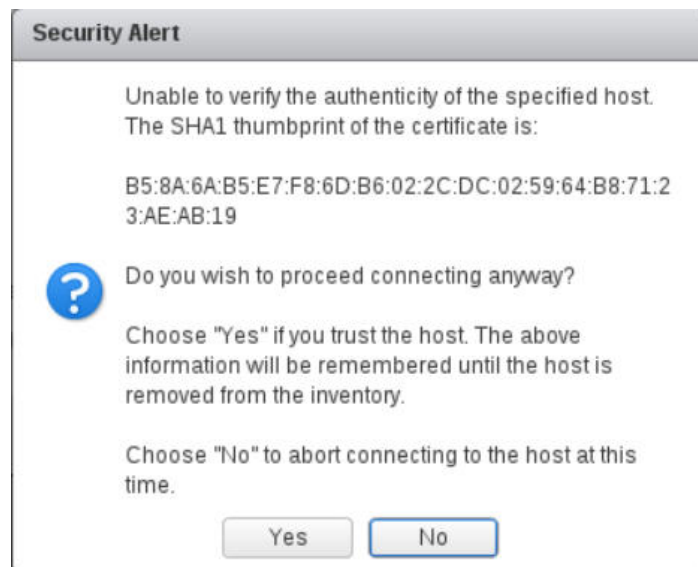 Security Alert
Unable to verify the authenticity of the specified host.
The SHA1 thumbprint of the certificate is:
B5:8A:6A:B5:E7:F8:6D:B6:02:2C:DC:02:59:64:B8:71:2
3:AE:AB:19
Do you wish to proceed connecting anyway?
Choose "Yes" if you trust the host. The above
information will be remembered until the host is
removed from the inventory.
Choose "No" to abort connecting to the host at this
time.
Yes
No